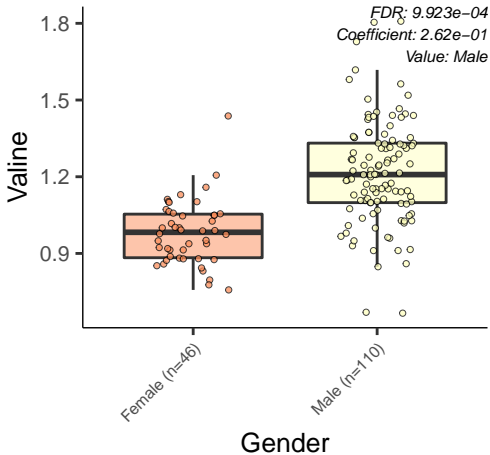 FDR: 9.923e−04
Coefficient: 2.62e−01
Value: Male
1.8
1.5
1.2
0.9
Valine
Female (n=46)
Male (n=110)
Gender